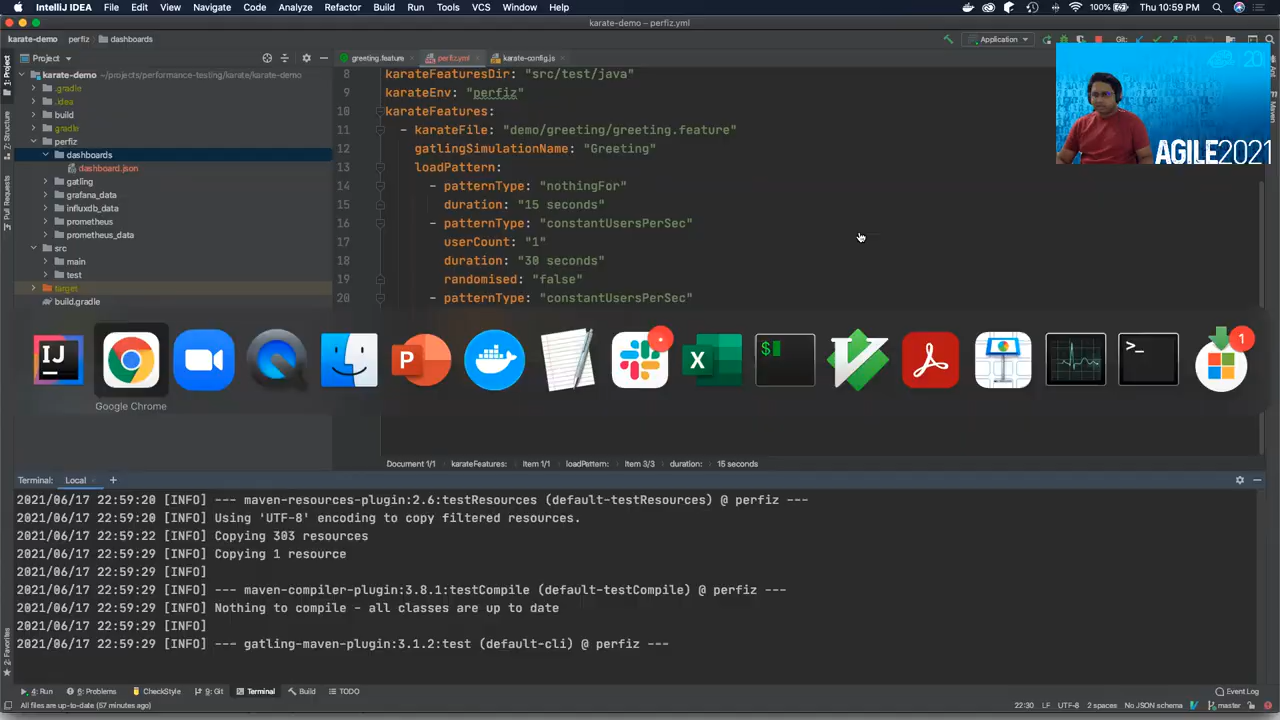 IntelliJ IDEA File Edit View Navigate Code Analyze Refactor Build Run Tools VCS Window Help 100% Thu 10:59 PM
karate-demo – perfiz.yml
karate-demo perfiz dashboards Application Git:
Project greeting.feature perfiz.yml karate-config.js
karate-demo ~/projects/performance-testing/karate/karate-demo
.gradle
.idea
build
gradle
perfiz
dashboards
dashboard.json
gatling
grafana_data
influxdb_data
prometheus
prometheus_data
src
main
test
target
build.gradle
1: Project
Structure
Pull Requests
2: Favorites
Maven
8 karateFeaturesDir: "src/test/java"
9 karateEnv: "perfiz"
10 karateFeatures:
11 - karateFile: "demo/greeting/greeting.feature"
12 gatlingSimulationName: "Greeting"
13 loadPattern:
14 - patternType: "nothingFor"
15 duration: "15 seconds"
16 - patternType: "constantUsersPerSec"
17 userCount: "1"
18 duration: "30 seconds"
19 randomised: "false"
20 - patternType: "constantUsersPerSec"
AGILE2021
IJ
P
X
$
>_
1
Google Chrome
Document 1/1 karateFeatures: Item 1/1 loadPattern: Item 3/3 duration: 15 seconds
Terminal: Local +
2021/06/17 22:59:20 [INFO] --- maven-resources-plugin:2.6:testResources (default-testResources) @ perfiz ---
2021/06/17 22:59:20 [INFO] Using 'UTF-8' encoding to copy filtered resources.
2021/06/17 22:59:22 [INFO] Copying 303 resources
2021/06/17 22:59:29 [INFO] Copying 1 resource
2021/06/17 22:59:29 [INFO]
2021/06/17 22:59:29 [INFO] --- maven-compiler-plugin:3.8.1:testCompile (default-testCompile) @ perfiz ---
2021/06/17 22:59:29 [INFO] Nothing to compile - all classes are up to date
2021/06/17 22:59:29 [INFO]
2021/06/17 22:59:29 [INFO] --- gatling-maven-plugin:3.1.2:test (default-cli) @ perfiz ---
4: Run 6: Problems CheckStyle 9: Git Terminal Build TODO Event Log
All files are up-to-date (57 minutes ago) 22:30 LF UTF-8 2 spaces No JSON schema master